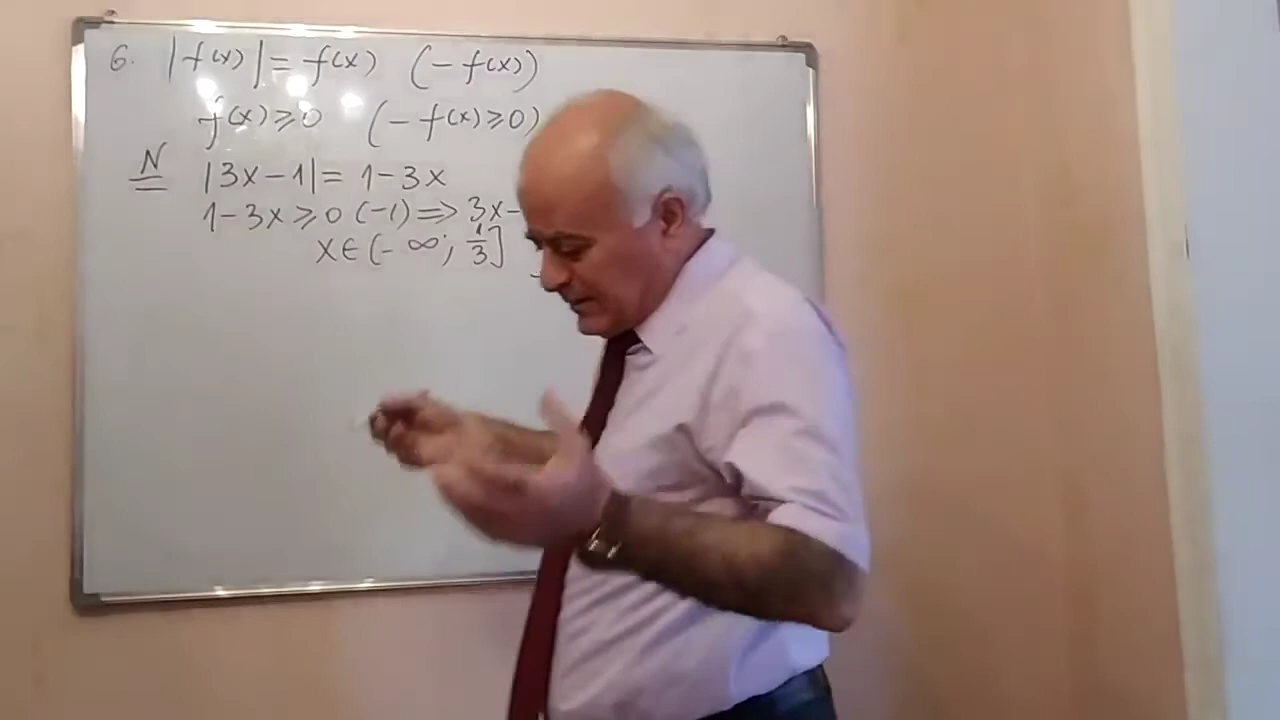 6. |f(x)| = f(x) (-f(x))
f(x) ⩾ 0 (-f(x) ⩾ 0)
N |3x-1| = 1-3x
1-3x ⩾ 0 (-1) ⇒ 3x-
x ∈ (-∞; 1/3]